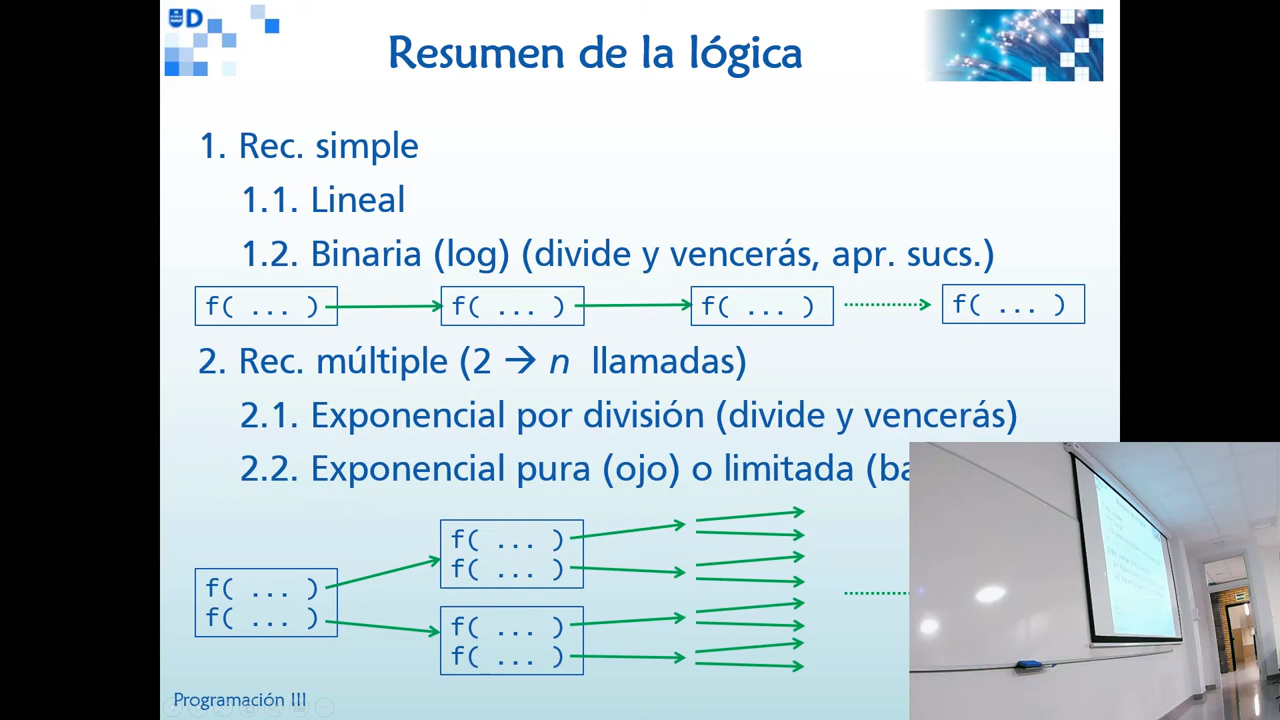 D
Resumen de la lógica
1. Rec. simple
1.1. Lineal
1.2. Binaria (log) (divide y vencerás, apr. sucs.)
f( ... ) f( ... ) f( ... ) f( ... )
2. Rec. múltiple (2 → n llamadas)
2.1. Exponencial por división (divide y vencerás)
2.2. Exponencial pura (ojo) o limitada (ba
f( ... )
f( ... )
f( ... )
f( ... )
f( ... )
f( ... )
Programación III